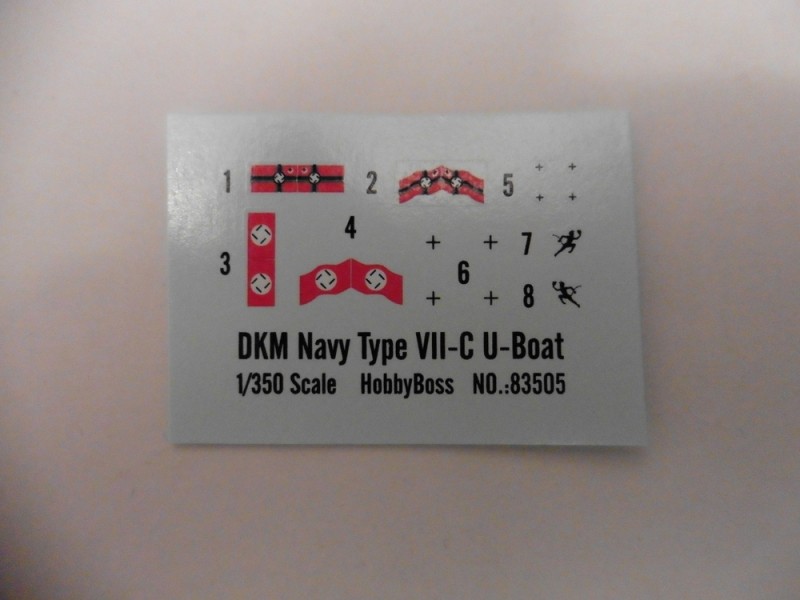 1 2 5
3 4 6 7
8
DKM Navy Type VII-C U-Boat
1/350 Scale HobbyBoss NO.:83505